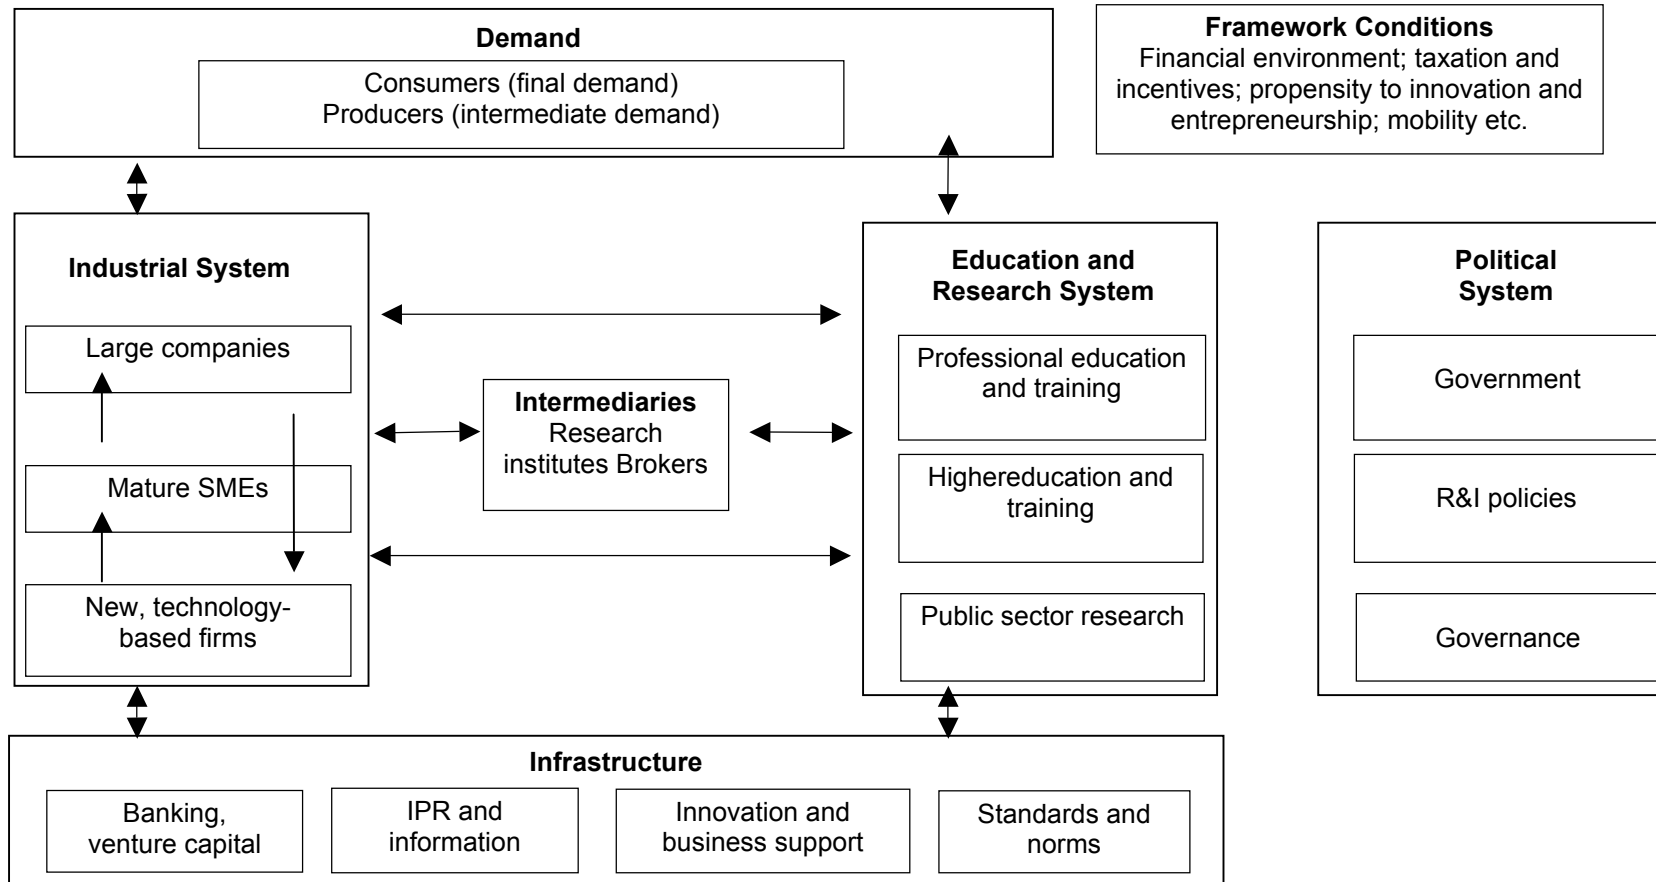 Demand
Consumers (final demand)
Producers (intermediate demand)
Framework Conditions
Financial environment; taxation and
incentives; propensity to innovation and
entrepreneurship; mobility etc.
Industrial System
Large companies
Mature SMEs
New, technology-
based firms
Intermediaries
Research
institutes Brokers
Education and
Research System
Professional education
and training
Highereducation and
training
Public sector research
Political
System
Government
R&I policies
Governance
Infrastructure
Banking,
venture capital
IPR and
information
Innovation and
business support
Standards and
norms